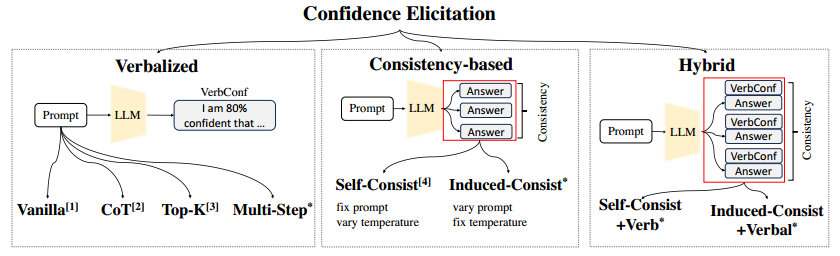 Confidence Elicitation
Verbalized
VerbConf
Prompt
LLM
I am 80%
confident that ...
Vanilla[1]
CoT[2]
Top-K[3]
Multi-Step*
Consistency-based
Prompt
LLM
Answer
Answer
Answer
Consistency
Self-Consist[4]
fix prompt
vary temperature
Induced-Consist*
vary prompt
fix temperature
Hybrid
Prompt
LLM
VerbConf
Answer
VerbConf
Answer
VerbConf
Answer
Consistency
Self-Consist
+Verb*
Induced-Consist
+Verbal*